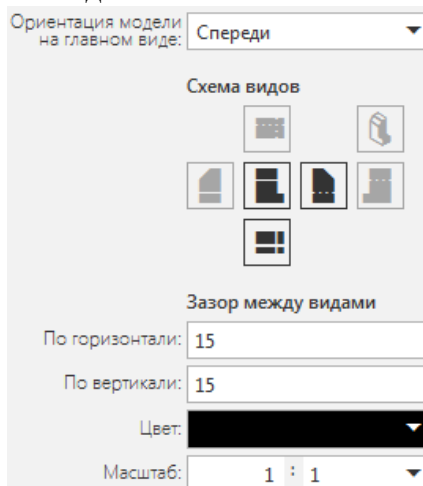 Ориентация модели
на главном виде:
Спереди
Схема видов
Зазор между видами
По горизонтали: 15
По вертикали: 15
Цвет:
Масштаб: 1 : 1